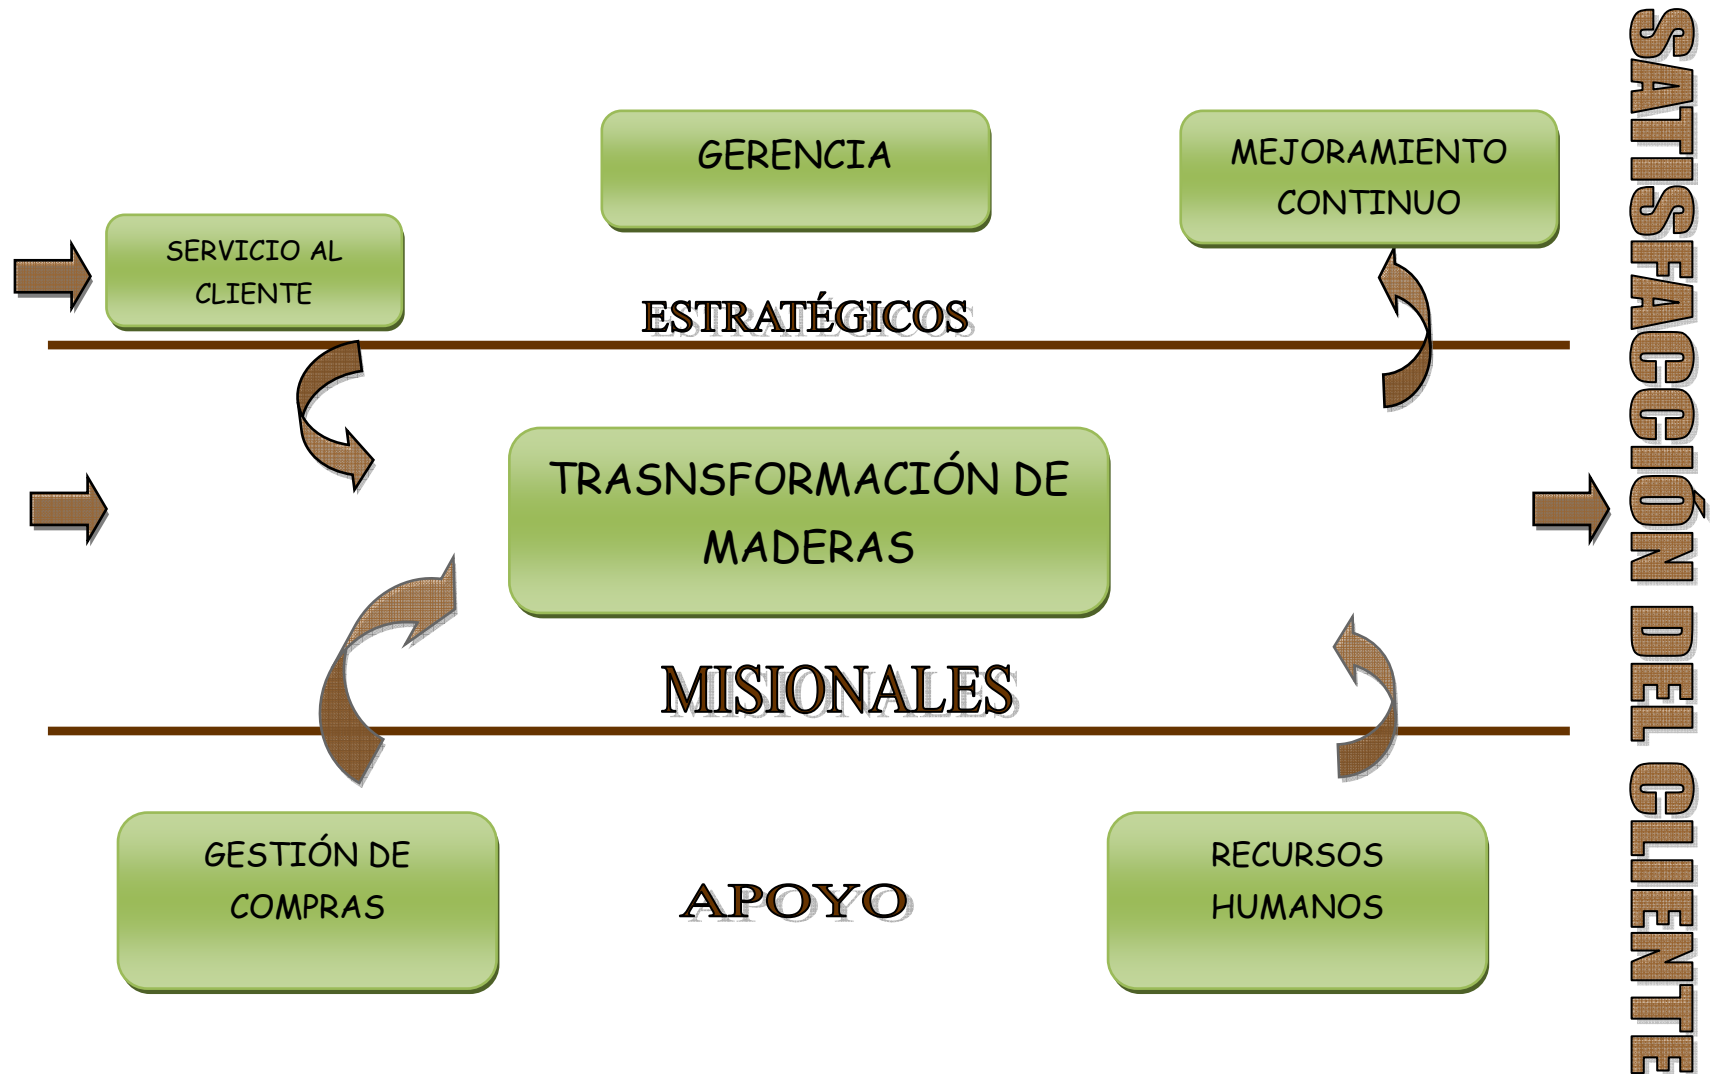 GERENCIA
MEJORAMIENTO
CONTINUO
SERVICIO AL
CLIENTE
ESTRATÉGICOS
TRASNSFORMACIÓN DE
MADERAS
MISIONALES
GESTIÓN DE
COMPRAS
APOYO
RECURSOS
HUMANOS
SATISFACCIÓN DEL CLIENTE